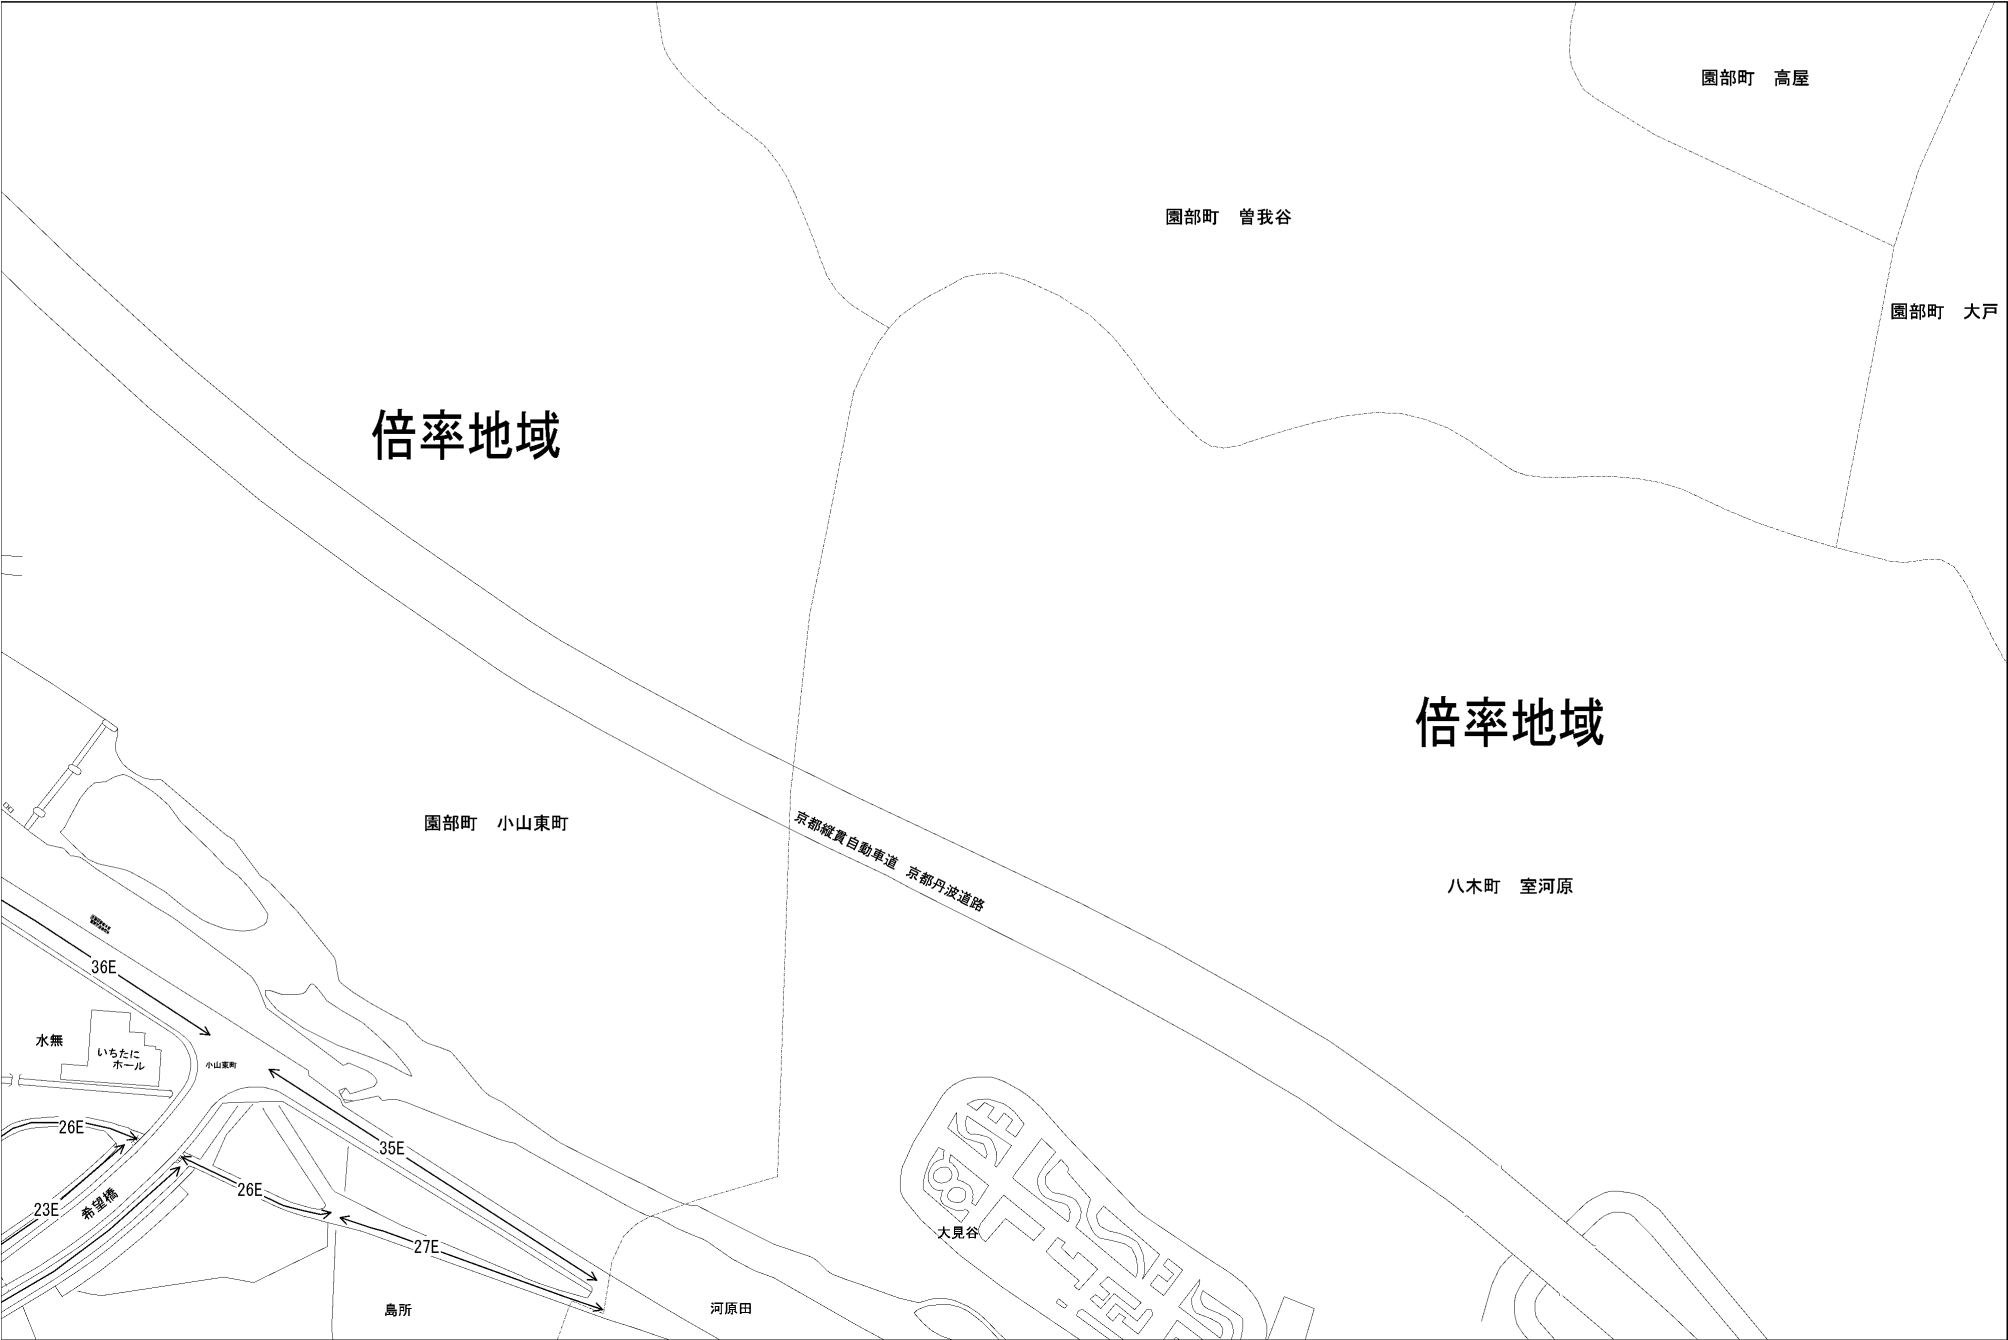 園部町　高屋
園部町　曽我谷
園部町　大戸
倍率地域
倍率地域
園部町　小山東町
京都縦貫自動車道　京都丹波道路
八木町　室河原
36E
水無
いちたに
ホール
小山東町
26E
35E
26E
23E
希望橋
27E
大見谷
島所
河原田